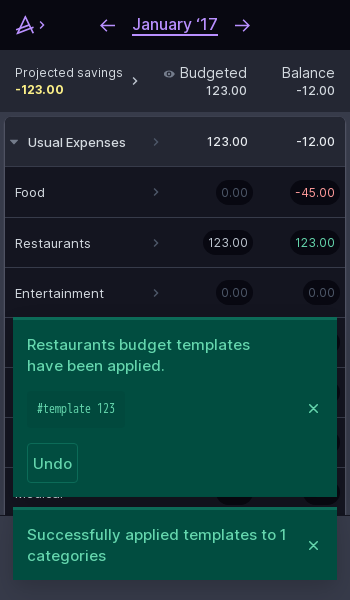 January ‘17
Projected savings
-123.00
Budgeted
123.00
Balance
-12.00
Usual Expenses 123.00 -12.00
Food 0.00 -45.00
Restaurants 123.00 123.00
Entertainment 0.00 0.00
Restaurants budget templates
have been applied.
#template 123
Undo
Successfully applied templates to 1
categories